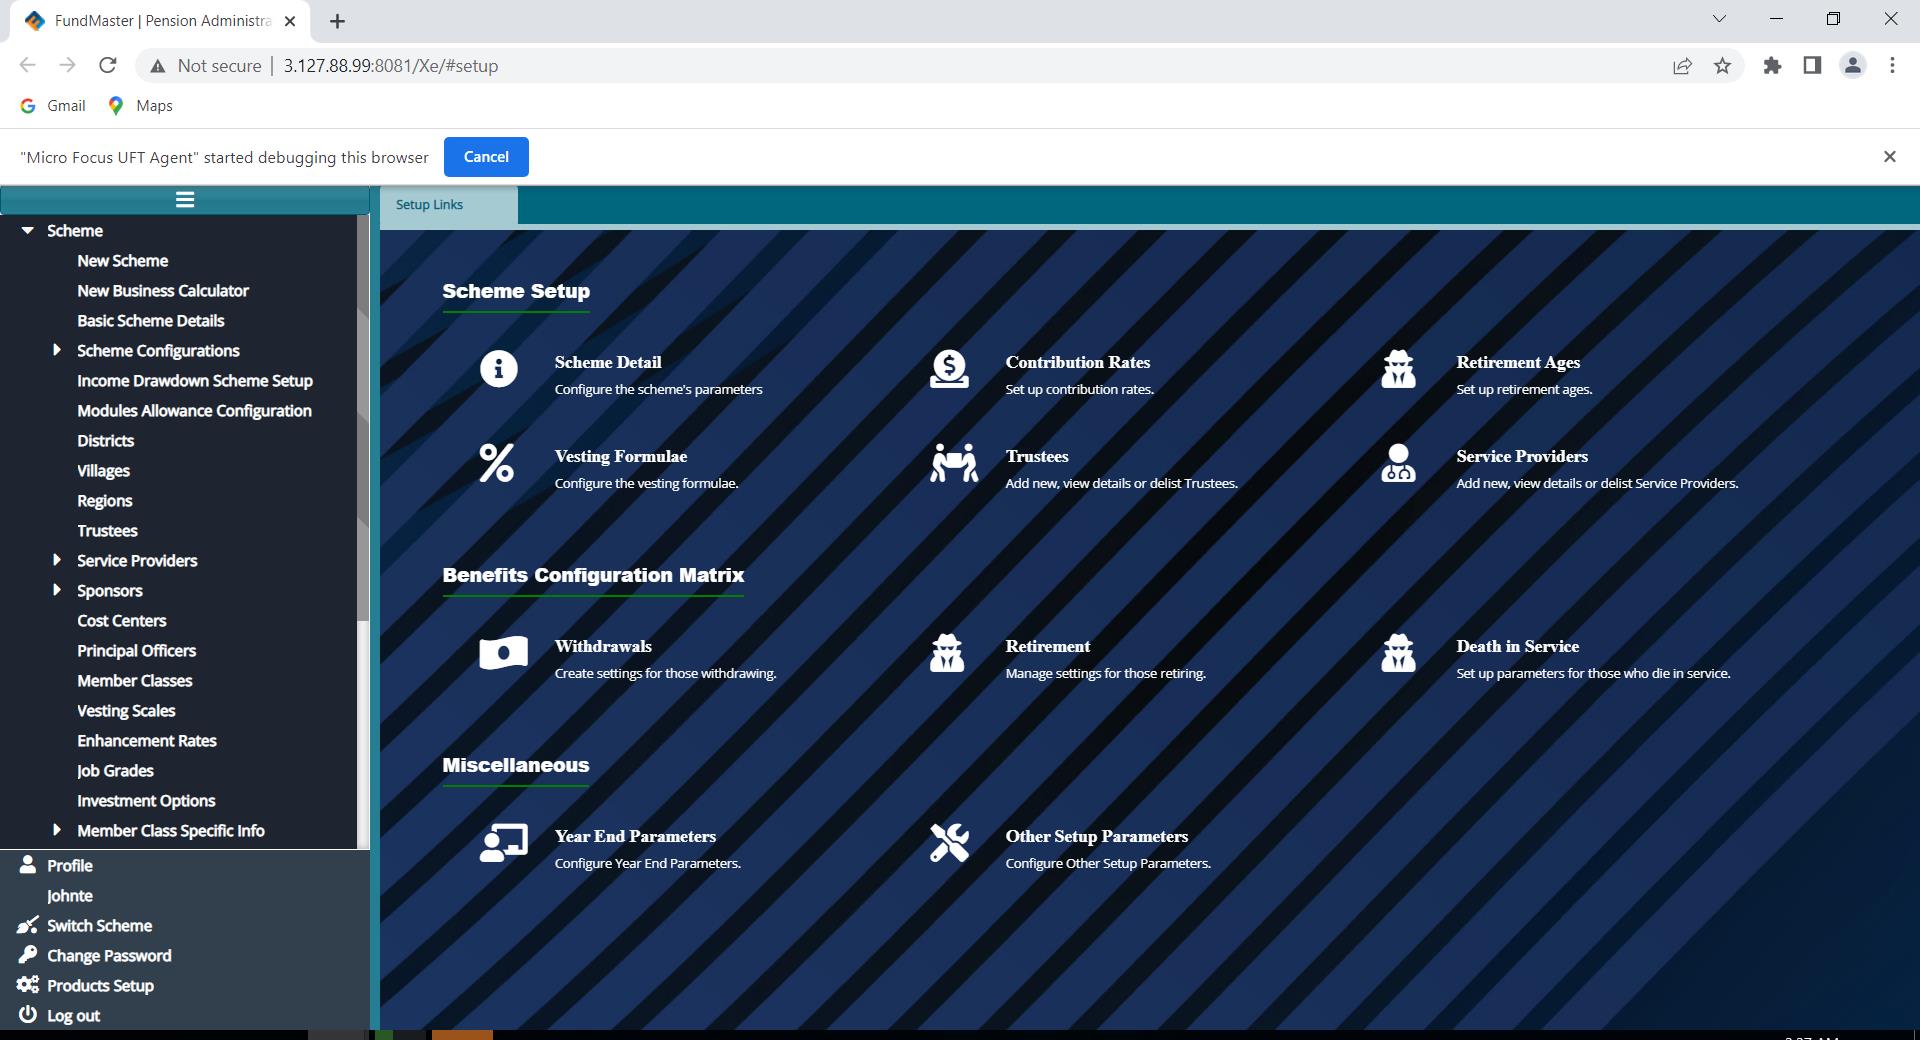 FundMaster | Pension Administra
Not secure | 3.127.88.99:8081/Xe/#setup
Gmail
Maps
"Micro Focus UFT Agent" started debugging this browser
Cancel
Setup Links
Scheme
New Scheme
New Business Calculator
Basic Scheme Details
Scheme Configurations
Income Drawdown Scheme Setup
Modules Allowance Configuration
Districts
Villages
Regions
Trustees
Service Providers
Sponsors
Cost Centers
Principal Officers
Member Classes
Vesting Scales
Enhancement Rates
Job Grades
Investment Options
Member Class Specific Info
Profile
Johnte
Switch Scheme
Change Password
Products Setup
Log out
Scheme Setup
Scheme Detail
Configure the scheme's parameters
Contribution Rates
Set up contribution rates.
Retirement Ages
Set up retirement ages.
Vesting Formulae
Configure the vesting formulae.
Trustees
Add new, view details or delist Trustees.
Service Providers
Add new, view details or delist Service Providers.
Benefits Configuration Matrix
Withdrawals
Create settings for those withdrawing.
Retirement
Manage settings for those retiring.
Death in Service
Set up parameters for those who die in service.
Miscellaneous
Year End Parameters
Configure Year End Parameters.
Other Setup Parameters
Configure Other Setup Parameters.